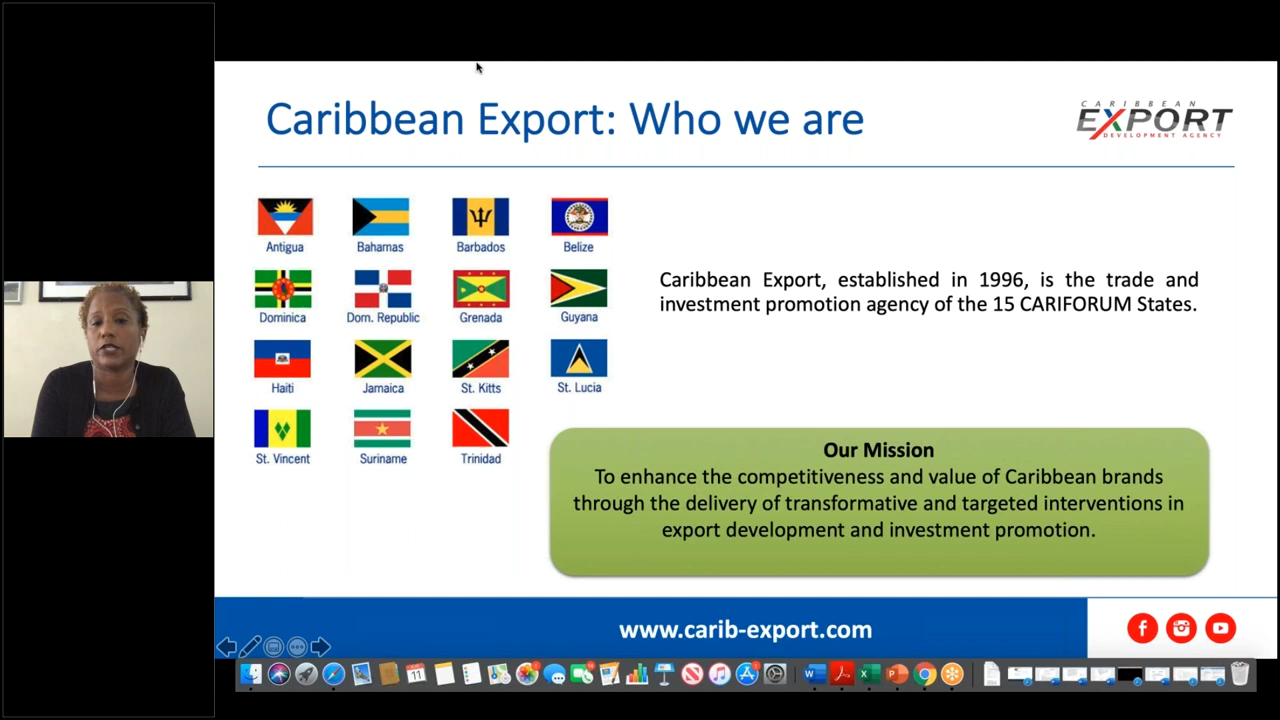 Caribbean Export: Who we are
CARIBBEAN
EXPORT
DEVELOPMENT AGENCY
Antigua
Bahamas
Barbados
Belize
Dominica
Dom. Republic
Grenada
Guyana
Haiti
Jamaica
St. Kitts
St. Lucia
St. Vincent
Suriname
Trinidad
Caribbean Export, established in 1996, is the trade and
investment promotion agency of the 15 CARIFORUM States.
Our Mission
To enhance the competitiveness and value of Caribbean brands
through the delivery of transformative and targeted interventions in
export development and investment promotion.
www.carib-export.com
11